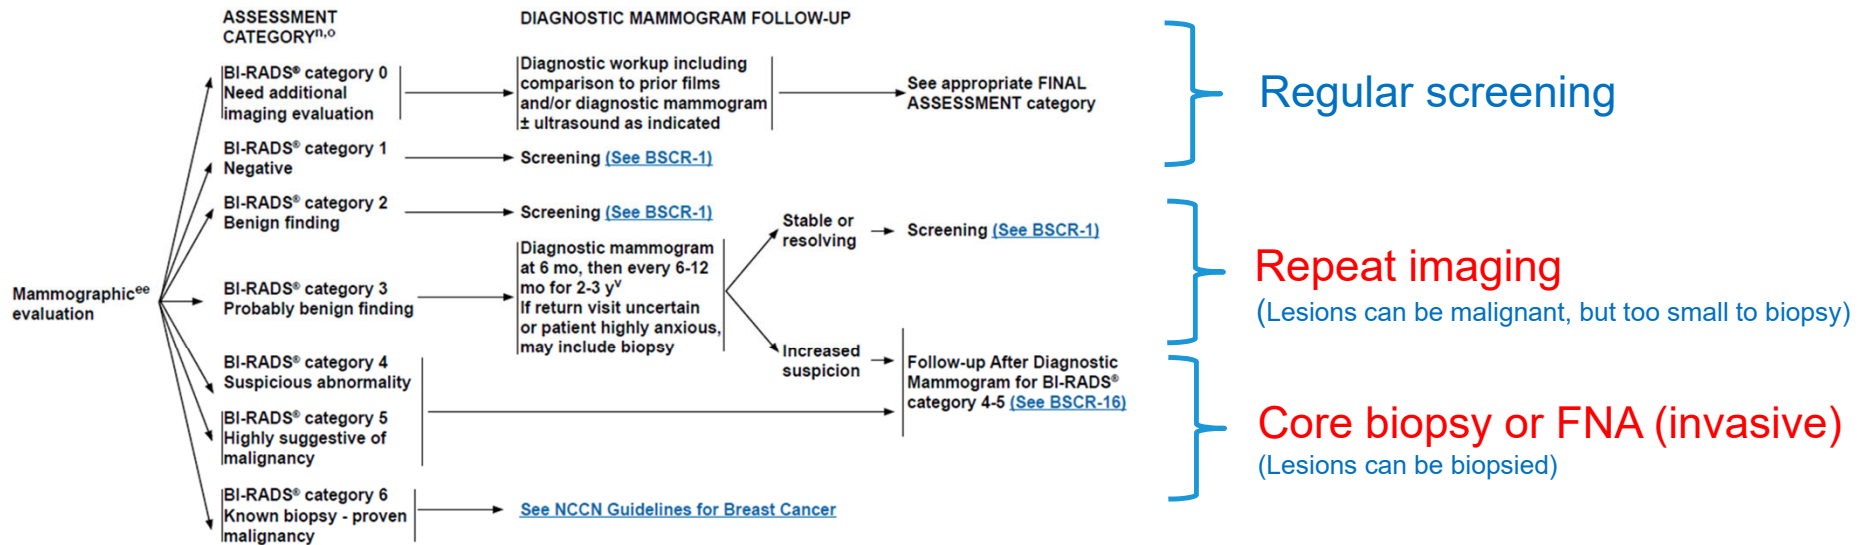 ASSESSMENT
CATEGORYn,o
DIAGNOSTIC MAMMOGRAM FOLLOW-UP
BI-RADS® category 0
Need additional
imaging evaluation
Diagnostic workup including
comparison to prior films
and/or diagnostic mammogram
± ultrasound as indicated
See appropriate FINAL
ASSESSMENT category
BI-RADS® category 1
Negative
Screening (See BSCR-1)
BI-RADS® category 2
Benign finding
Screening (See BSCR-1)
Mammographicee
evaluation
BI-RADS® category 3
Probably benign finding
Diagnostic mammogram
at 6 mo, then every 6-12
mo for 2-3 yv
If return visit uncertain
or patient highly anxious,
may include biopsy
Stable or
resolving
Screening (See BSCR-1)
Increased
suspicion
Follow-up After Diagnostic
Mammogram for BI-RADS®
category 4-5 (See BSCR-16)
BI-RADS® category 4
Suspicious abnormality
BI-RADS® category 5
Highly suggestive of
malignancy
BI-RADS® category 6
Known biopsy - proven
malignancy
See NCCN Guidelines for Breast Cancer
Regular screening
Repeat imaging
(Lesions can be malignant, but too small to biopsy)
Core biopsy or FNA (invasive)
(Lesions can be biopsied)